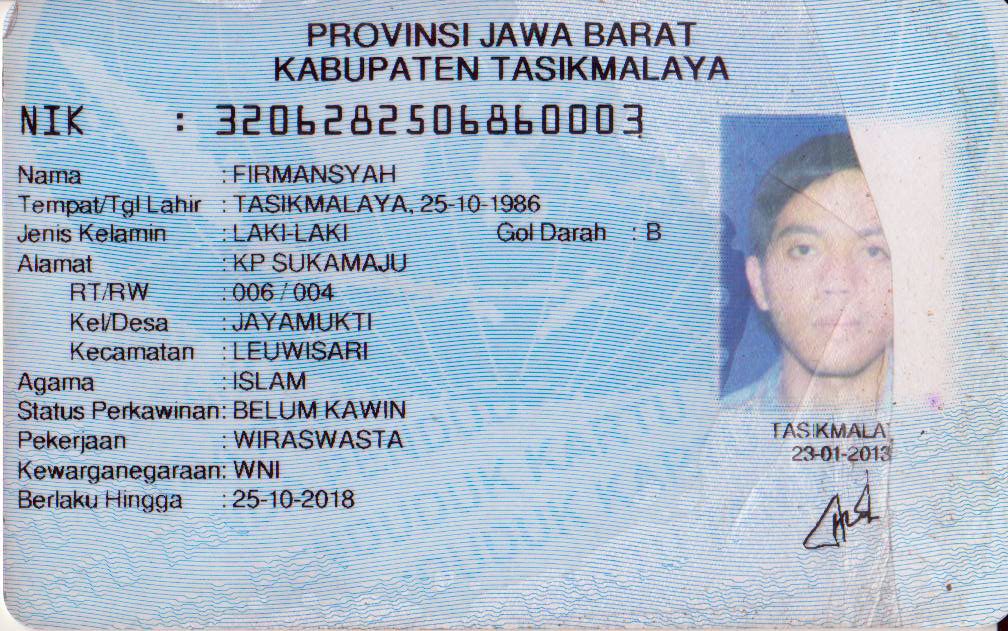 PROVINSI JAWA BARAT
KABUPATEN TASIKMALAYA
NIK : 3206282506860003
Nama : FIRMANSYAH
Tempat/Tgl Lahir : TASIKMALAYA, 25-10-1986
Jenis Kelamin : LAKI-LAKI Gol Darah : B
Alamat : KP SUKAMAJU
RT/RW : 006 / 004
Kel/Desa : JAYAMUKTI
Kecamatan : LEUWISARI
Agama : ISLAM
Status Perkawinan: BELUM KAWIN
Pekerjaan : WIRASWASTA
Kewarganegaraan: WNI
Berlaku Hingga : 25-10-2018
TASIKMALA
23-01-2013